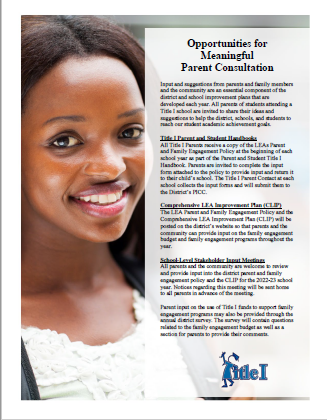 Opportunities for
Meaningful
Parent Consultation
Input and suggestions from parents and family members
and the community are an essential component of the
district and school improvement plans that are
developed each year. All parents of students attending a
Title I school are invited to share their ideas and
suggestions to help the district, schools, and students to
reach our student academic achievement goals.
Title I Parent and Student Handbooks
All Title I Parents receive a copy of the LEAs Parent
and Family Engagement Policy at the beginning of each
school year as part of the Parent and Student Title I
Handbook. Parents are invited to complete the input
form attached to the policy to provide input and return it
to their child's school. The Title I Parent Contact at each
school collects the input forms and will submit them to
the District's PICC.
Comprehensive LEA Improvement Plan (CLIP)
The LEA Parent and Family Engagement Policy and the
Comprehensive LEA Improvement Plan (CLIP) will be
posted on the district's website so that parents and the
community can provide input on the family engagement
budget and family engagement programs throughout the
year.
School-Level Stakeholder Input Meetings
All parents and the community are welcome to review
and provide input into the district parent and family
engagement policy and the CLIP for the 2022-23 school
year. Notices regarding this meeting will be sent home
to all parents in advance of the meeting.
Parent input on the use of Title I funds to support family
engagement programs may also be provided through the
annual district survey. The survey will contain questions
related to the family engagement budget as well as a
section for parents to provide their comments.
Title I